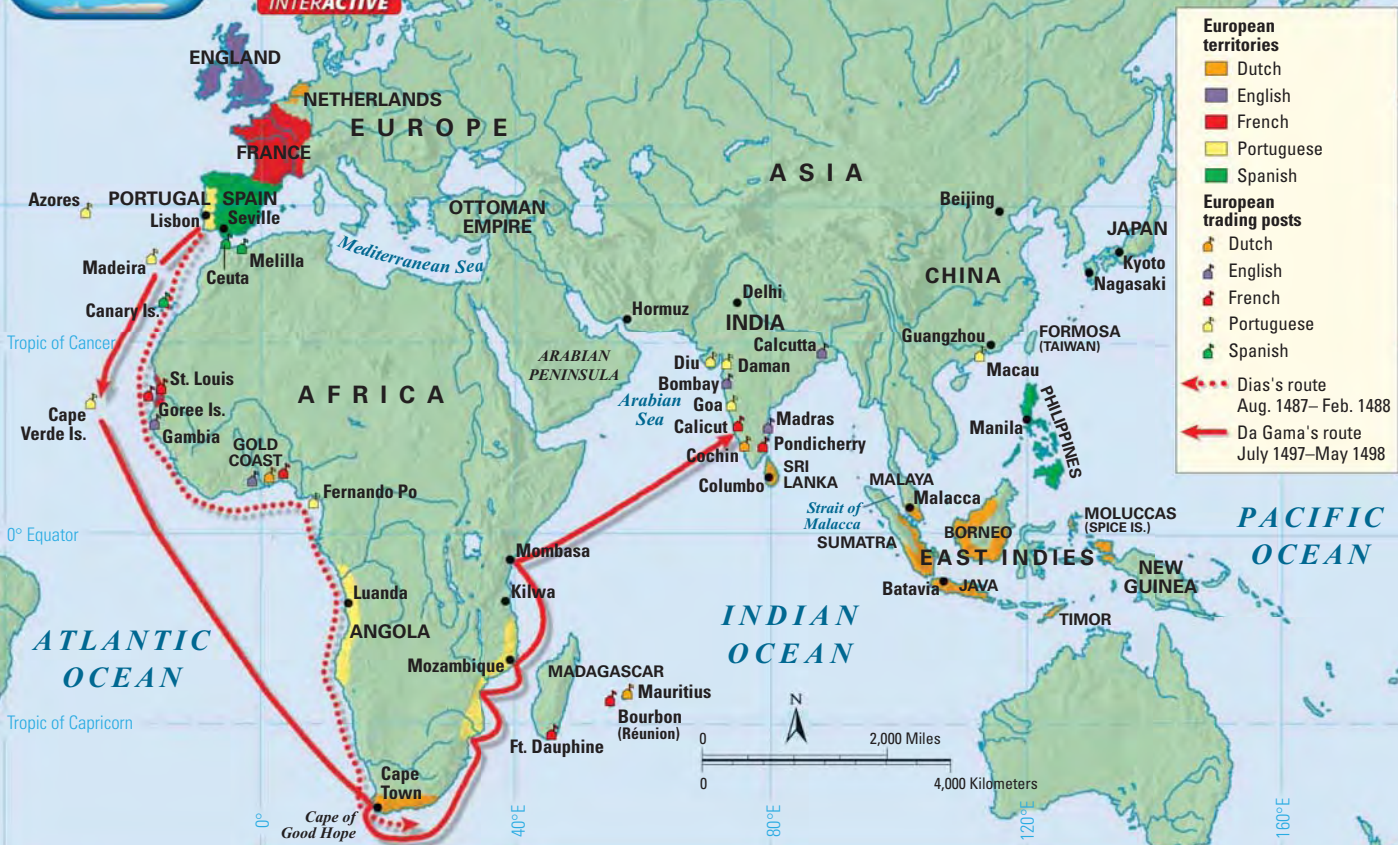 INTERACTIVE
ENGLAND
NETHERLANDS
EUROPE
FRANCE
ASIA
Azores
PORTUGAL
SPAIN
Lisbon
Seville
OTTOMAN
EMPIRE
Beijing
JAPAN
Kyoto
Nagasaki
Madeira
Ceuta
Melilla
Mediterranean Sea
CHINA
Canary Is.
Hormuz
Delhi
INDIA
Calcutta
Guangzhou
FORMOSA
(TAIWAN)
Macau
Tropic of Cancer
ARABIAN
PENINSULA
Diu
Daman
Bombay
Arabian
Sea
Goa
Calicut
Madras
Pondicherry
Cochin
SRI
LANKA
Columbo
St. Louis
Goree Is.
Gambia
AFRICA
Cape
Verde Is.
GOLD
COAST
Fernando Po
Manila
PHILIPPINES
MALAYA
Malacca
Strait of
Malacca
SUMATRA
BORNEO
EAST INDIES
MOLUCCAS
(SPICE IS.)
PACIFIC
OCEAN
0° Equator
Mombasa
Kilwa
Luanda
ANGOLA
Mozambique
Batavia
JAVA
NEW
GUINEA
TIMOR
ATLANTIC
OCEAN
INDIAN
OCEAN
MADAGASCAR
Mauritius
Bourbon
(Réunion)
Ft. Dauphine
Tropic of Capricorn
Cape
Town
Cape of
Good Hope
N
0
2,000 Miles
0
4,000 Kilometers
0°
40°E
80°E
120°E
160°E
European
territories
Dutch
English
French
Portuguese
Spanish
European
trading posts
Dutch
English
French
Portuguese
Spanish
Dias's route
Aug. 1487–Feb. 1488
Da Gama's route
July 1497–May 1498